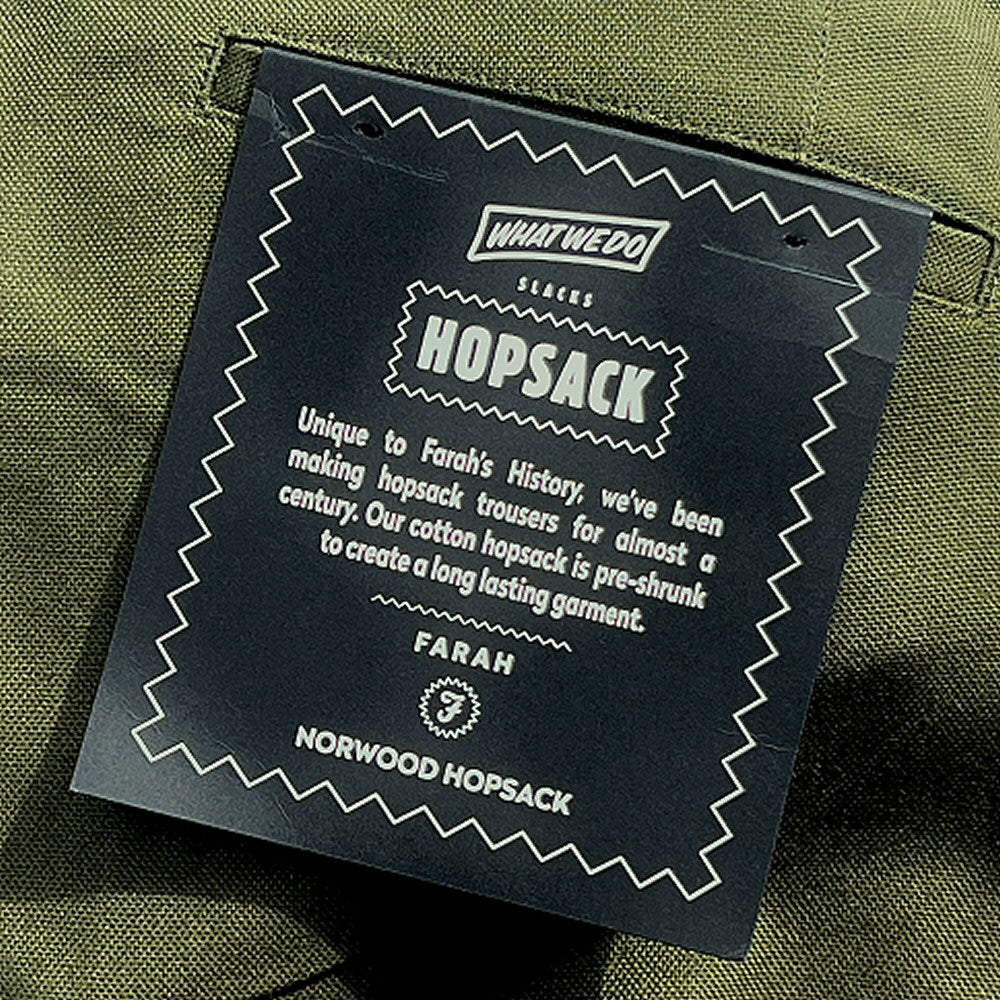 WHATWEDO
SLACKS
HOPSACK
Unique to Farah's History, we've been
making hopsack trousers for almost a
century. Our cotton hopsack is pre-shrunk
to create a long lasting garment.
FARAH
F
NORWOOD HOPSACK